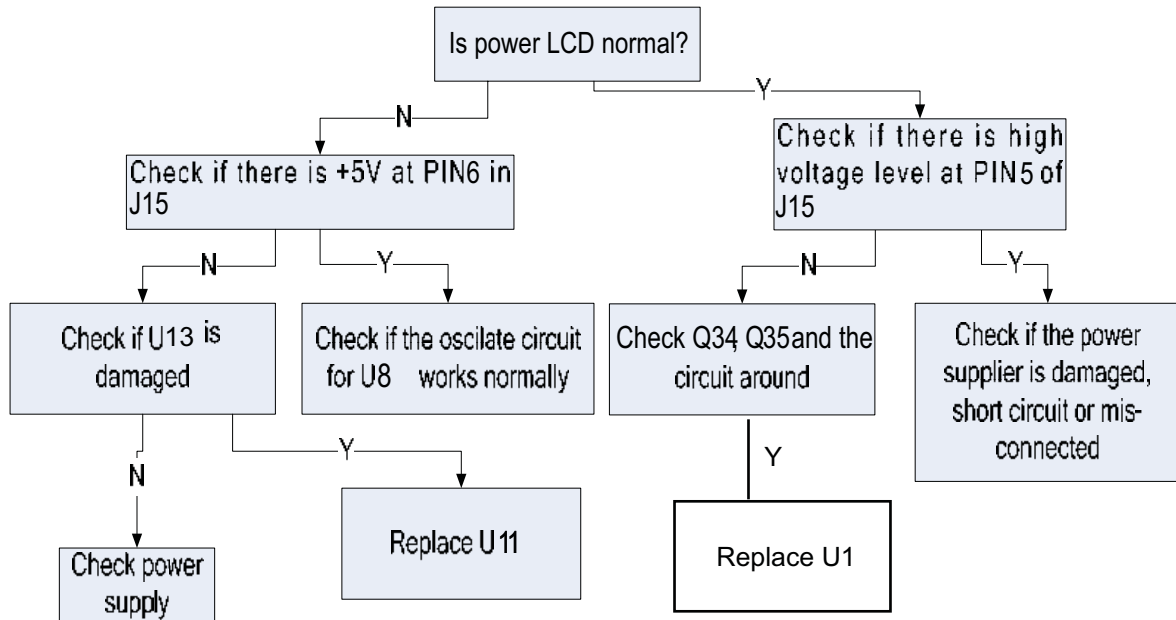 Is power LCD normal?
N
Y
Check if there is +5V at PIN6 in
J15
Check if there is high
voltage level at PIN5 of
J15
N
Y
N
Y
Check if U13 is
damaged
Check if the oscilate circuit
for U8 works normally
Check Q34, Q35 and the
circuit around
Check if the power
supplier is damaged,
short circuit or mis-
connected
N
Y
Y
Check power
supply
Replace U11
Replace U1